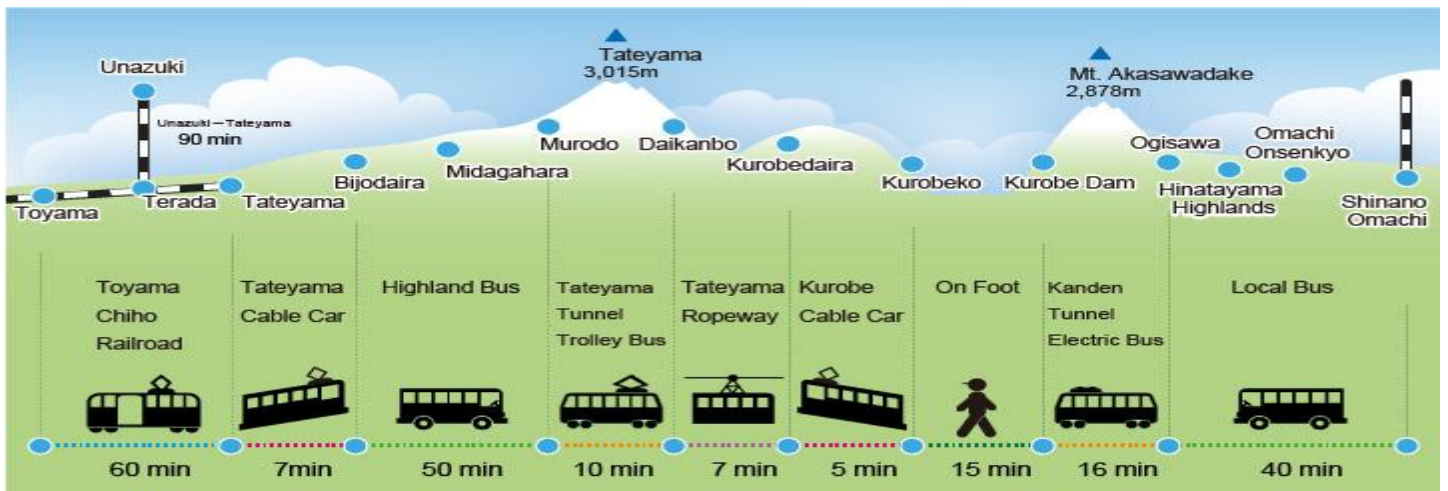 Unazuki
Unazuki—Tateyama
90 min
Toyama
Terada
Tateyama
Bijodaira
Midagahara
Tateyama
3,015m
Murodo
Daikanbo
Kurobedaira
Kurobeko
Mt. Akasawadake
2,878m
Kurobe Dam
Ogisawa
Hinatayama
Highlands
Omachi
Onsenkyo
Shinano
Omachi
Toyama
Chiho
Railroad
Tateyama
Cable Car
Highland Bus
Tateyama
Tunnel
Trolley Bus
Tateyama
Ropeway
Kurobe
Cable Car
On Foot
Kanden
Tunnel
Electric Bus
Local Bus
60 min
7min
50 min
10 min
7 min
5 min
15 min
16 min
40 min